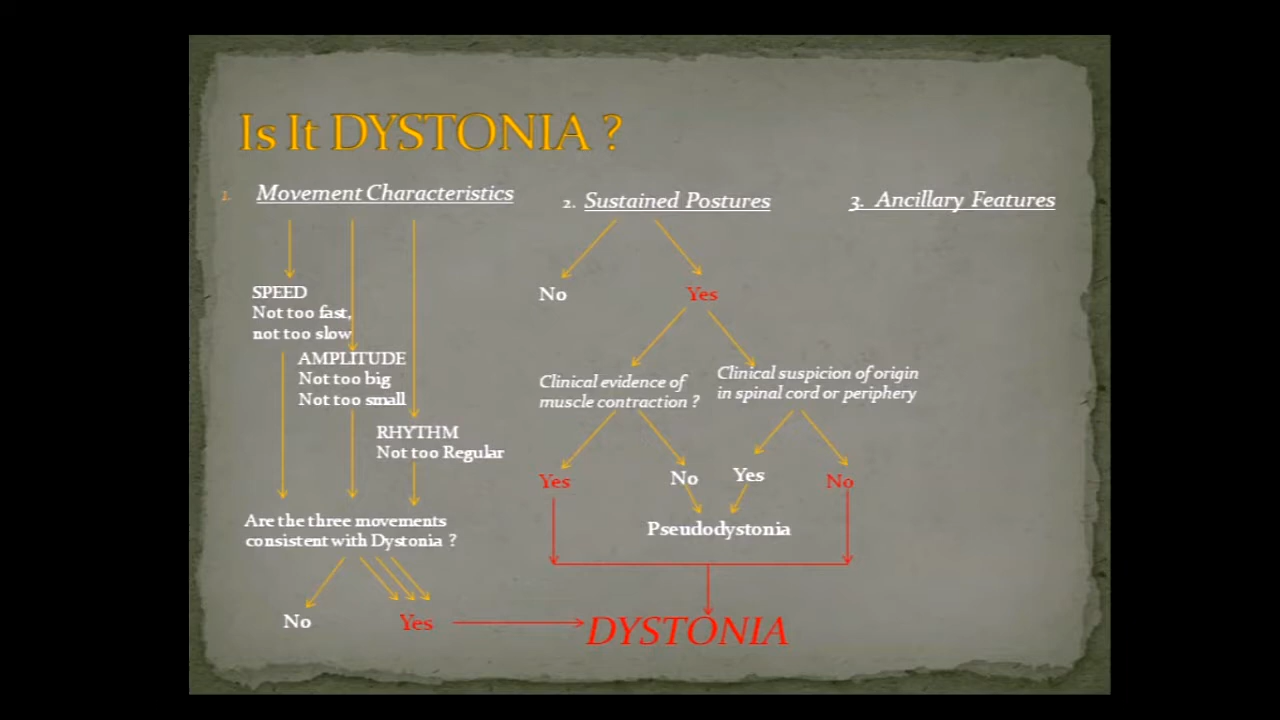 Is It DYSTONIA ?
1. Movement Characteristics
SPEED
Not too fast,
not too slow
AMPLITUDE
Not too big
Not too small
RHYTHM
Not too Regular
Are the three movements
consistent with Dystonia ?
No
Yes
2. Sustained Postures
No
Yes
Clinical evidence of
muscle contraction ?
Clinical suspicion of origin
in spinal cord or periphery
Yes
No
Yes
No
Pseudodystonia
DYSTONIA
3. Ancillary Features